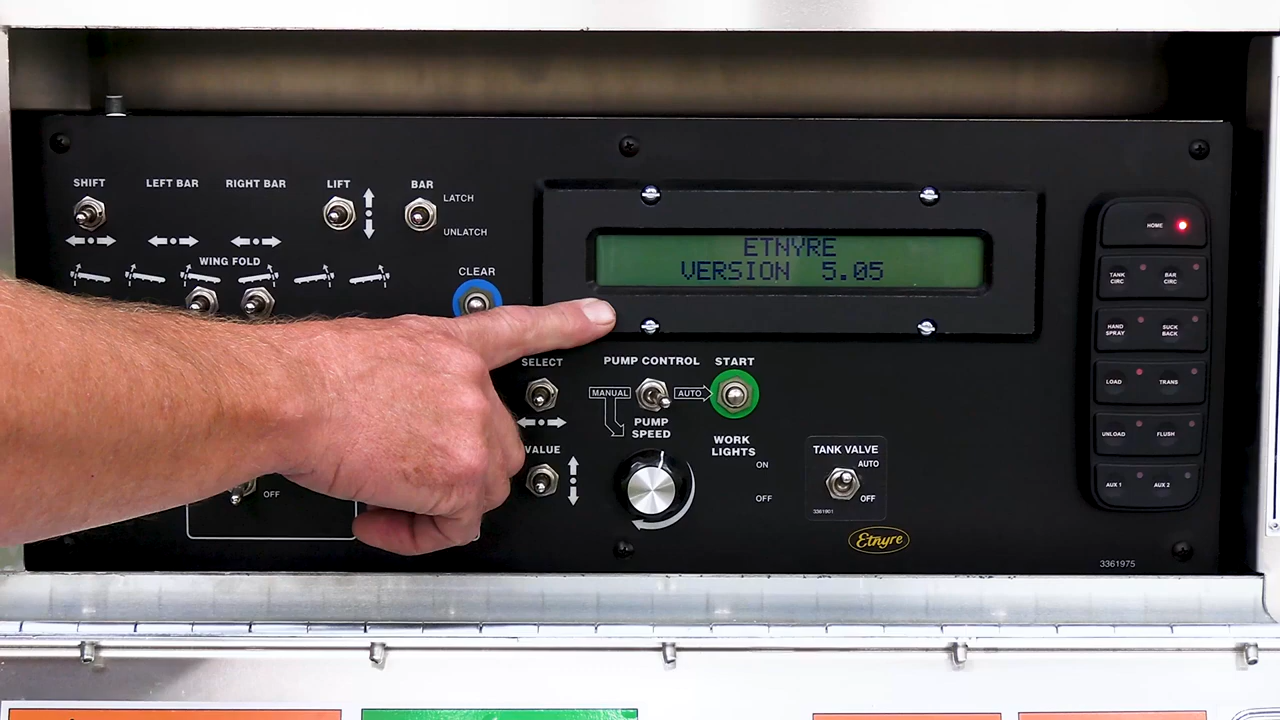 SHIFT
LEFT BAR
RIGHT BAR
LIFT
BAR
LATCH
UNLATCH
WING FOLD
CLEAR
ETNYRE
VERSION 5.05
SELECT
PUMP CONTROL
START
MANUAL
AUTO
PUMP
SPEED
VALUE
WORK
LIGHTS
ON
OFF
TANK VALVE
AUTO
OFF
3361901
OFF
Etnyre
3361975
HOME
TANK
CIRC
BAR
CIRC
HAND
SPRAY
SUCK
BACK
LOAD
TRANS
UNLOAD
FLUSH
AUX 1
AUX 2